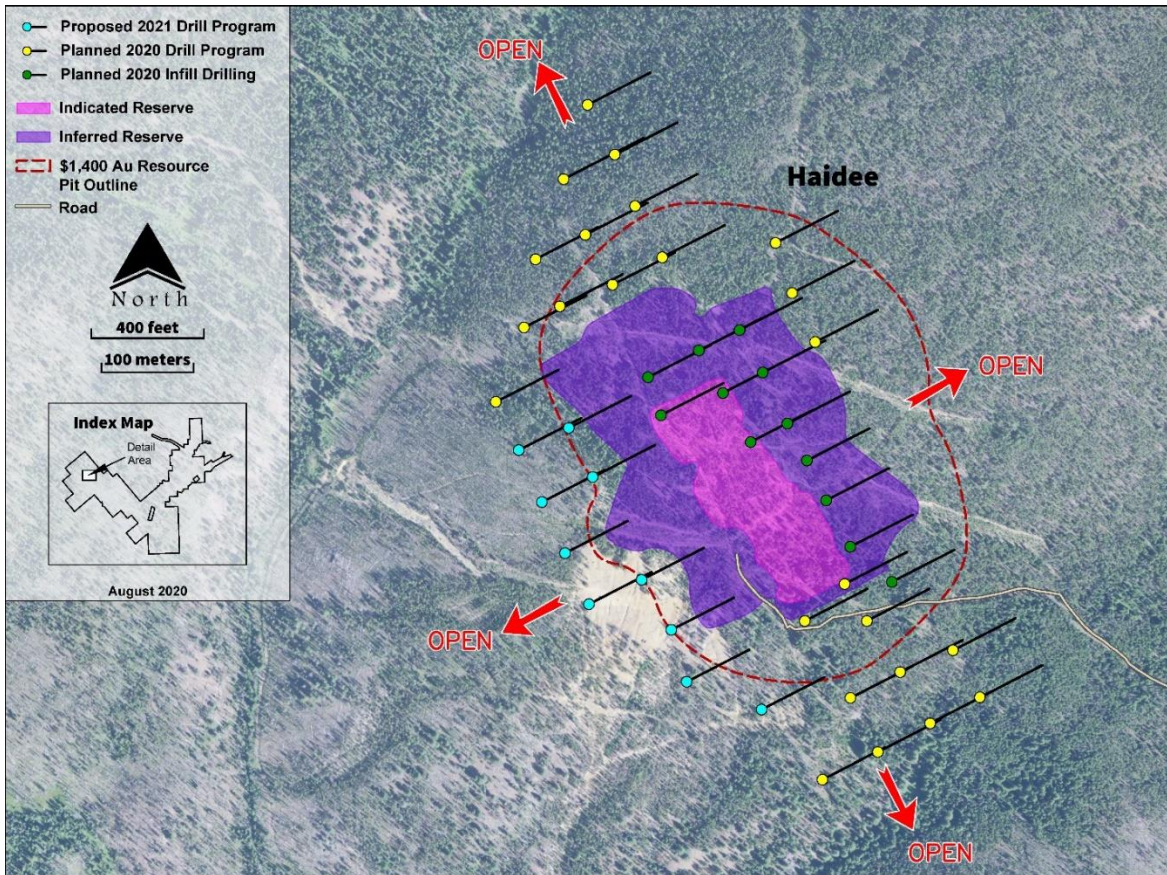 Proposed 2021 Drill Program
Planned 2020 Drill Program
Planned 2020 Infill Drilling
Indicated Reserve
Inferred Reserve
$1,400 Au Resource
Pit Outline
Road
North
400 feet
100 meters
Index Map
Detail
Area
August 2020
OPEN
Haidee
OPEN
OPEN
OPEN